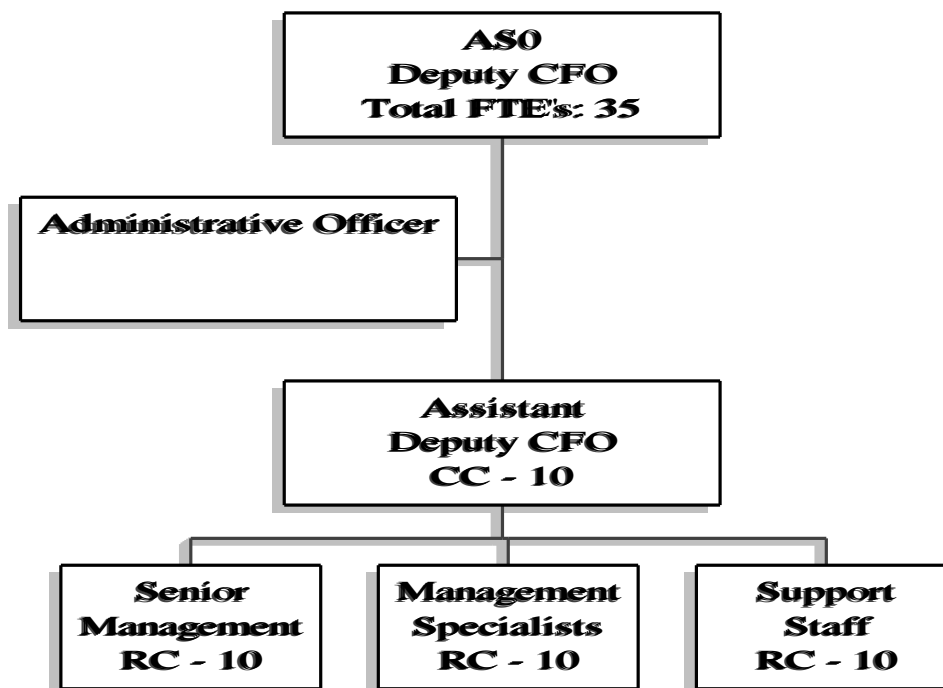 AS0
Deputy CFO
Total FTE's: 35
Administrative Officer
Assistant
Deputy CFO
CC - 10
Senior
Management
RC - 10
Management
Specialists
RC - 10
Support
Staff
RC - 10